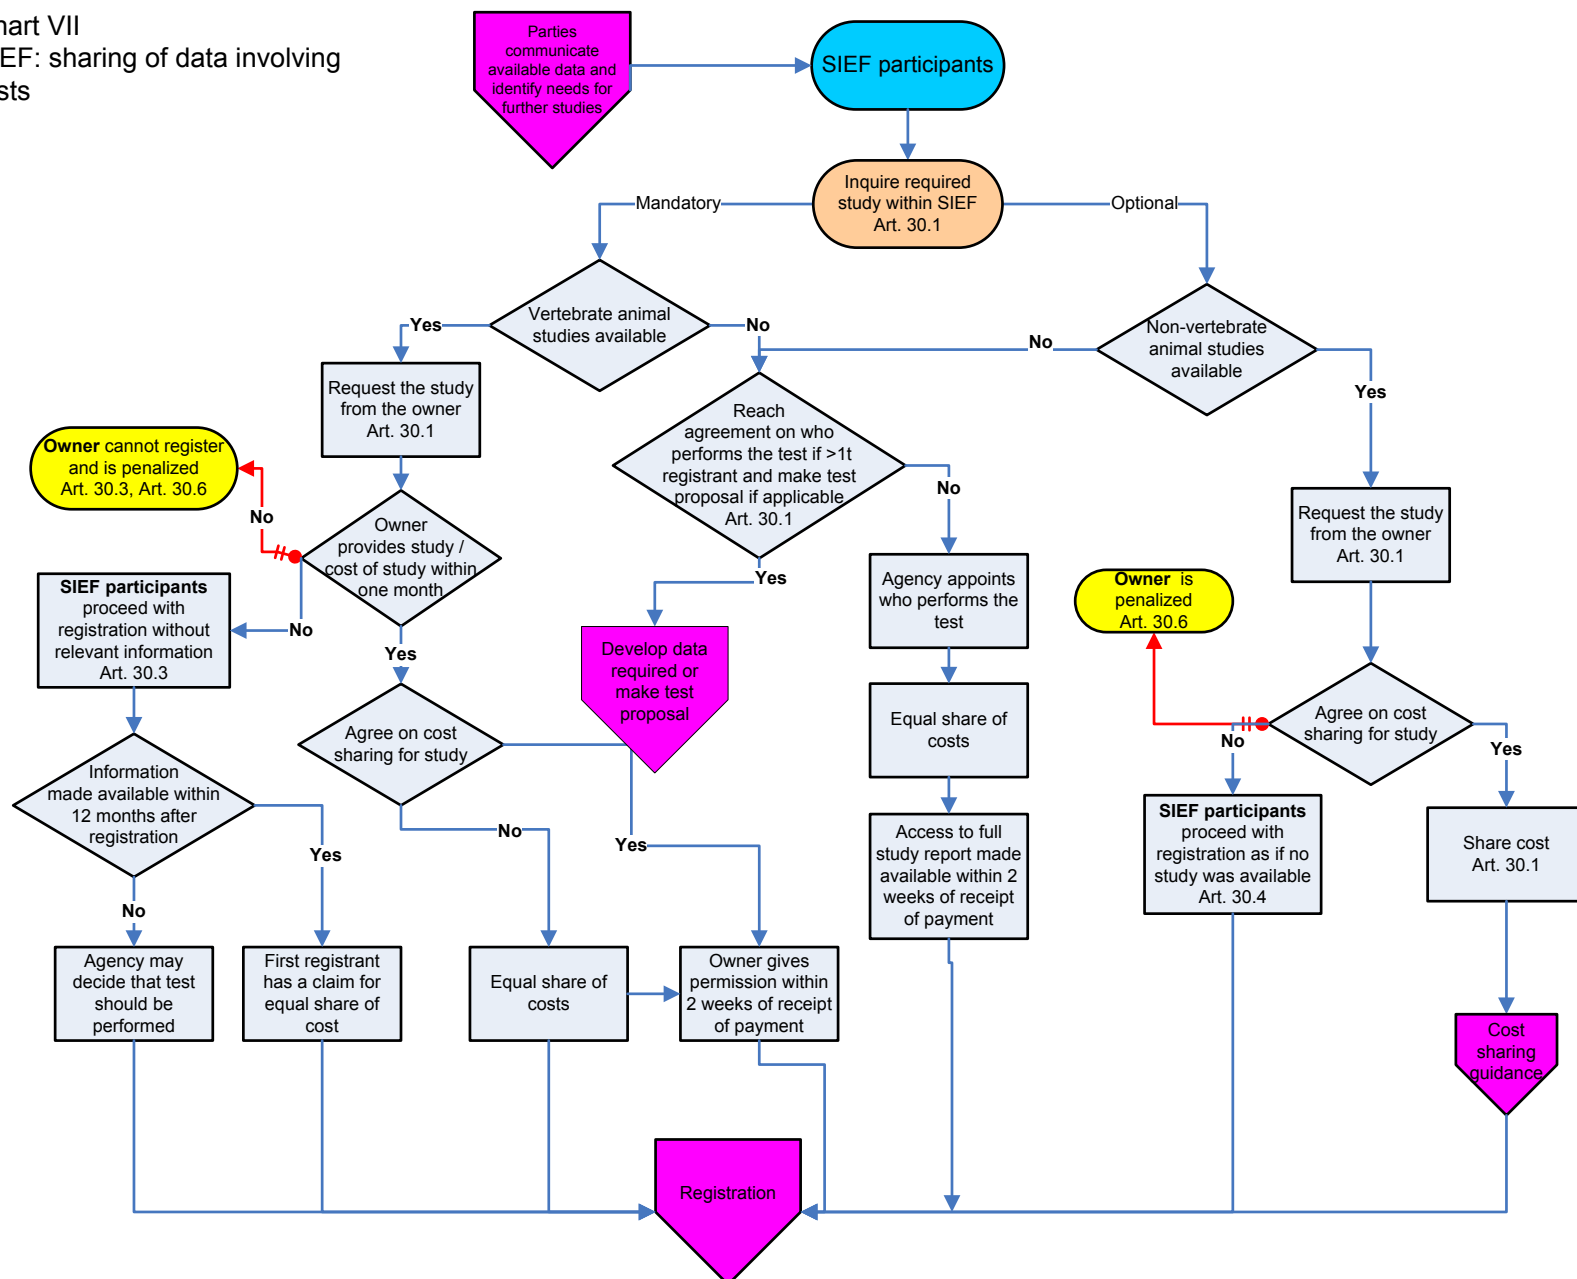 hart VII
EF: sharing of data involving
sts
Parties
communicate
available data and
identify needs for
further studies
SIEF participants
Inquire required
study within SIEF
Art. 30.1
Mandatory
Optional
Vertebrate animal
studies available
Yes
No
Non-vertebrate
animal studies
available
No
Yes
Request the study
from the owner
Art. 30.1
Reach
agreement on who
performs the test if >1t
registrant and make test
proposal if applicable
Art. 30.1
No
Yes
Owner cannot register
and is penalized
Art. 30.3, Art. 30.6
No
Owner
provides study /
cost of study within
one month
No
Yes
Request the study
from the owner
Art. 30.1
SIEF participants
proceed with
registration without
relevant information
Art. 30.3
Agency appoints
who performs the
test
Owner is
penalized
Art. 30.6
Develop data
required or
make test
proposal
Agree on cost
sharing for study
No
Yes
Equal share of
costs
Agree on cost
sharing for study
No
Yes
Information
made available within
12 months after
registration
No
Yes
Access to full
study report made
available within 2
weeks of receipt
of payment
SIEF participants
proceed with
registration as if no
study was available
Art. 30.4
Share cost
Art. 30.1
Agency may
decide that test
should be
performed
First registrant
has a claim for
equal share of
cost
Equal share of
costs
Owner gives
permission within
2 weeks of receipt
of payment
Cost
sharing
guidance
Registration